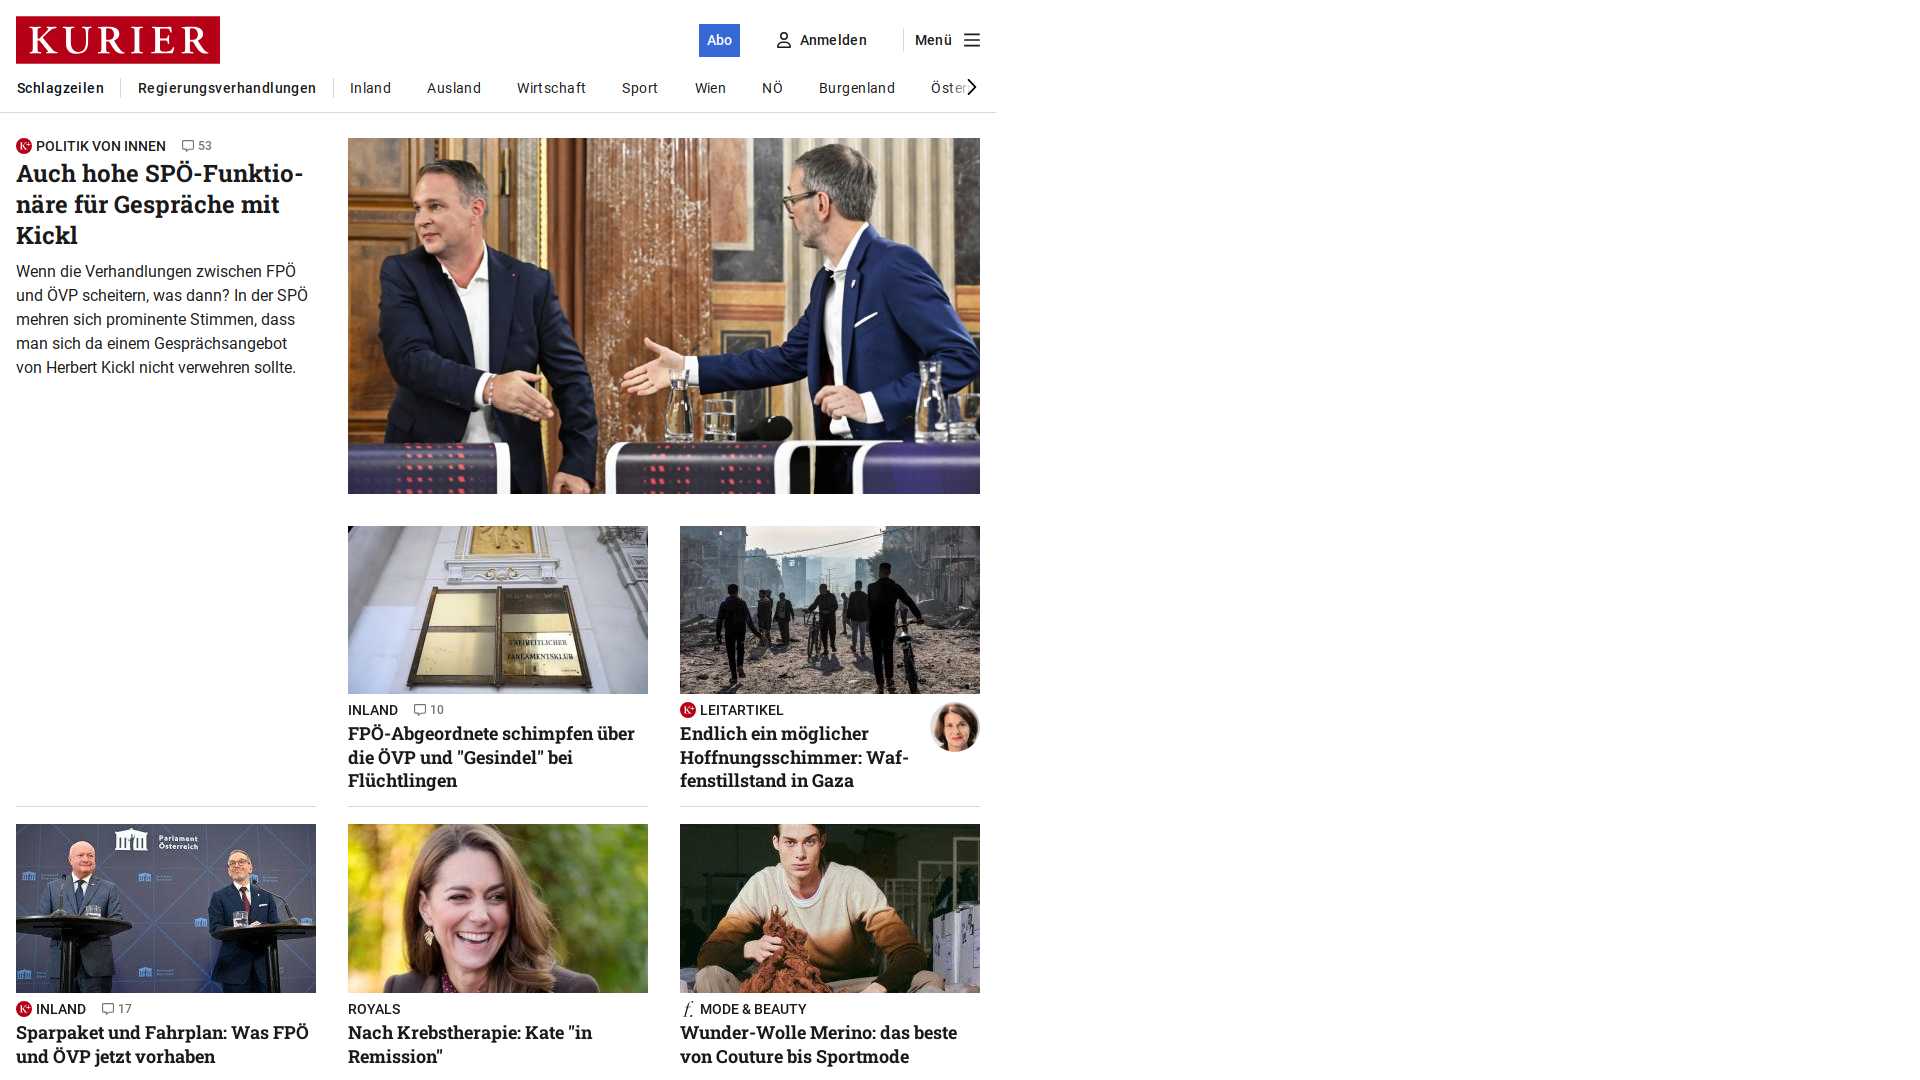 KURIER
Abo
Anmelden
Menü
Schlagzeilen
Regierungsverhandlungen
Inland
Ausland
Wirtschaft
Sport
Wien
NÖ
Burgenland
Öster
POLITIK VON INNEN
53
Auch hohe SPÖ-Funktio-
näre für Gespräche mit
Kickl
Wenn die Verhandlungen zwischen FPÖ
und ÖVP scheitern, was dann? In der SPÖ
mehren sich prominente Stimmen, dass
man sich da einem Gesprächsangebot
von Herbert Kickl nicht verwehren sollte.
FREIHEITLICHER
PARLAMENTSKLUB
INLAND
10
FPÖ-Abgeordnete schimpfen über
die ÖVP und "Gesindel" bei
Flüchtlingen
K+ LEITARTIKEL
Endlich ein möglicher
Hoffnungsschimmer: Waf-
fenstillstand in Gaza
Parlament
Österreich
K+ INLAND
17
Sparpaket und Fahrplan: Was FPÖ
und ÖVP jetzt vorhaben
ROYALS
Nach Krebstherapie: Kate "in
Remission"
f. MODE & BEAUTY
Wunder-Wolle Merino: das beste
von Couture bis Sportmode